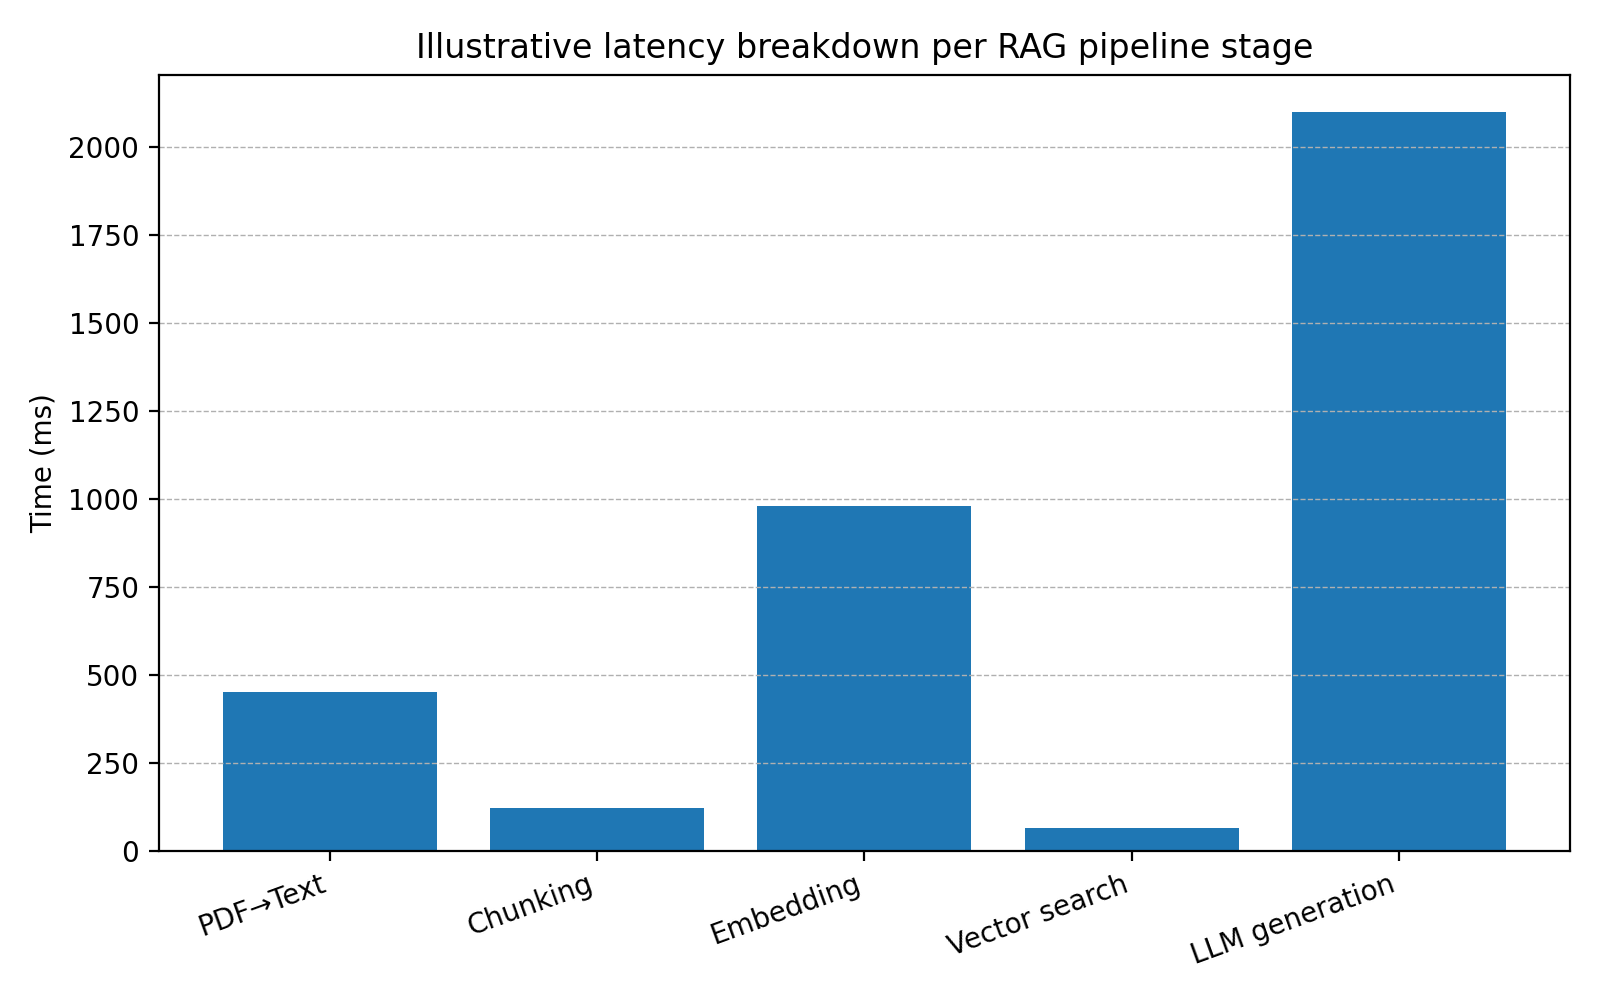 Illustrative latency breakdown per RAG pipeline stage
Time (ms)
2000
1750
1500
1250
1000
750
500
250
0
PDF→Text
Chunking
Embedding
Vector search
LLM generation